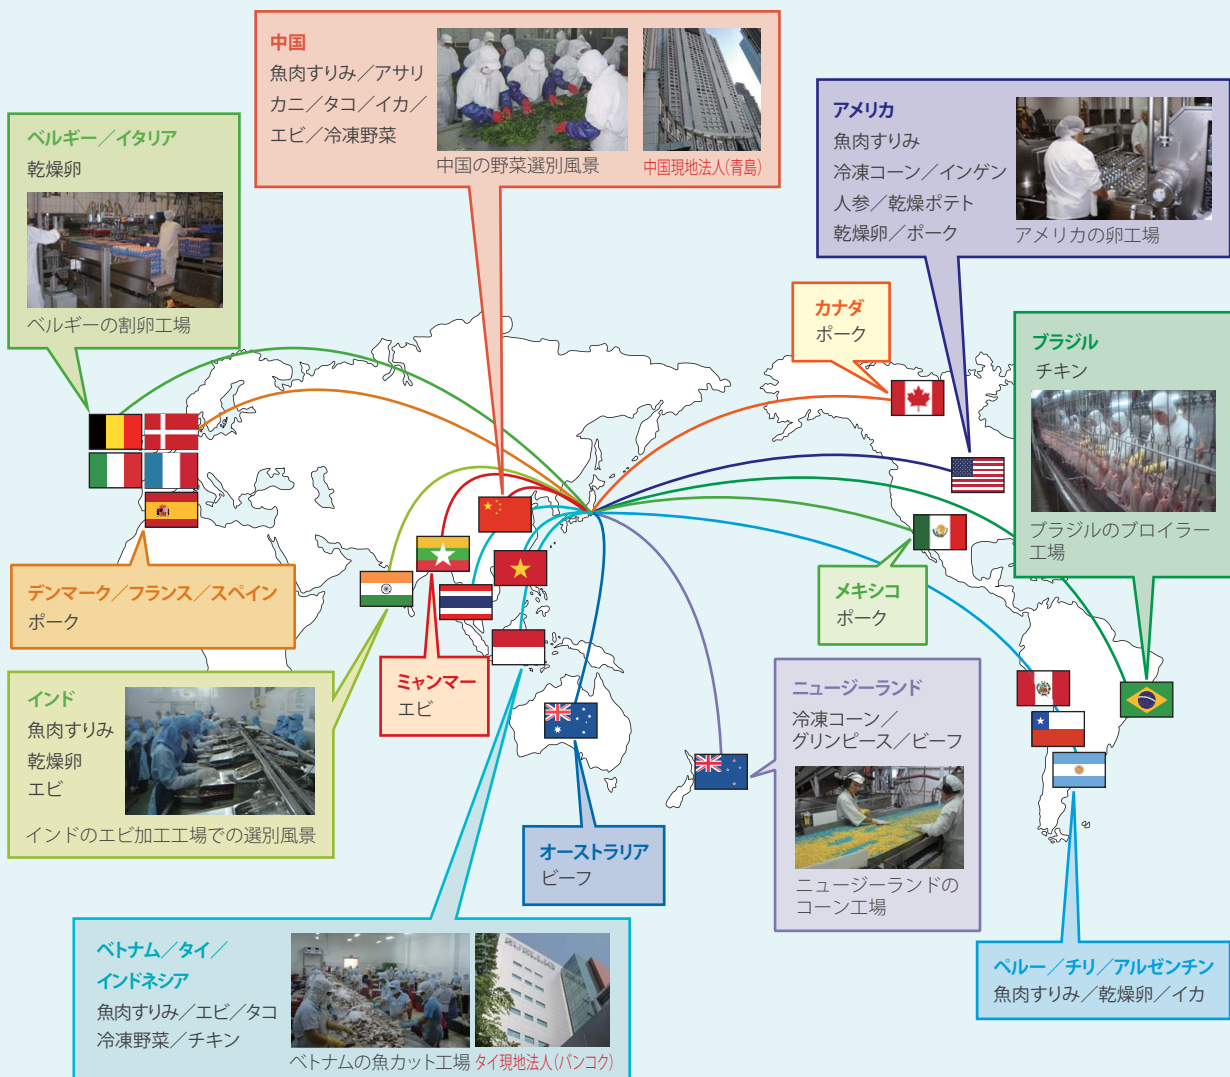 中国
魚肉すりみ／アサリ
カニ／タコ／イカ／
エビ／冷凍野菜
中国の野菜選別風景
中国現地法人(青島)
アメリカ
魚肉すりみ
冷凍コーン／インゲン
人参／乾燥ポテト
乾燥卵／ポーク
アメリカの卵工場
ベルギー／イタリア
乾燥卵
ベルギーの割卵工場
カナダ
ポーク
ブラジル
チキン
ブラジルのブロイラー
工場
デンマーク／フランス／スペイン
ポーク
メキシコ
ポーク
インド
魚肉すりみ
乾燥卵
エビ
インドのエビ加工工場での選別風景
ミャンマー
エビ
ニュージーランド
冷凍コーン／
グリンピース／ビーフ
ニュージーランドの
コーン工場
オーストラリア
ビーフ
ベトナム／タイ／
インドネシア
魚肉すりみ／エビ／タコ
冷凍野菜／チキン
ベトナムの魚カット工場
タイ現地法人(バンコク)
ペルー／チリ／アルゼンチン
魚肉すりみ／乾燥卵／イカ